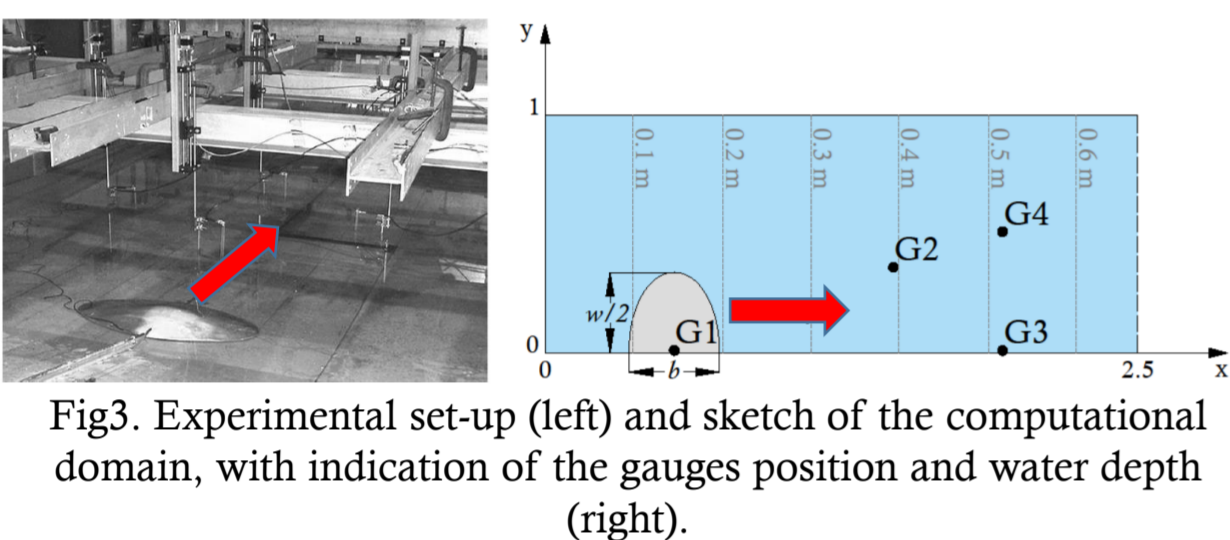 y
1
0.1 m
0.2 m
0.3 m
0.4 m
0.5 m
0.6 m
G4
G2
w/2
G1
G3
0
b
0
2.5
x
Fig3. Experimental set-up (left) and sketch of the computational
domain, with indication of the gauges position and water depth
(right).